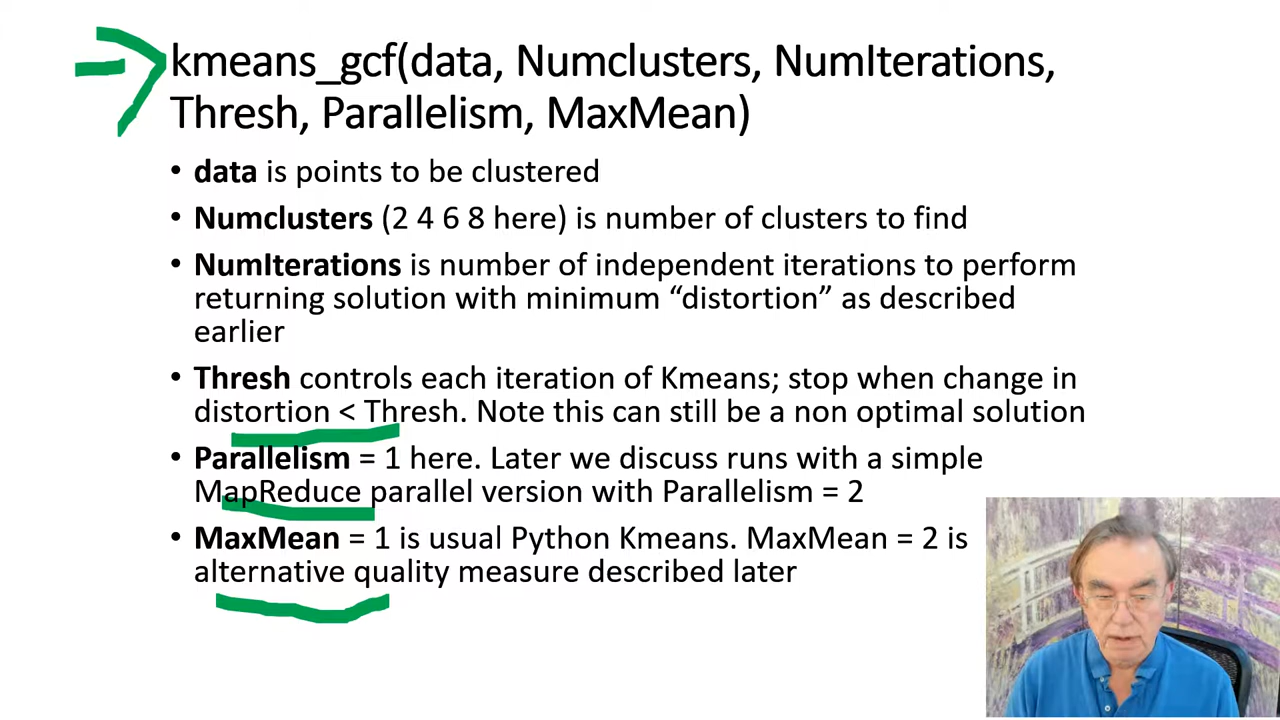 kmeans_gcf(data, Numclusters, NumIterations,
Thresh, Parallelism, MaxMean)
• data is points to be clustered
• Numclusters (2 4 6 8 here) is number of clusters to find
• NumIterations is number of independent iterations to perform
returning solution with minimum “distortion” as described
earlier
• Thresh controls each iteration of Kmeans; stop when change in
distortion < Thresh. Note this can still be a non optimal solution
• Parallelism = 1 here. Later we discuss runs with a simple
MapReduce parallel version with Parallelism = 2
• MaxMean = 1 is usual Python Kmeans. MaxMean = 2 is
alternative quality measure described later